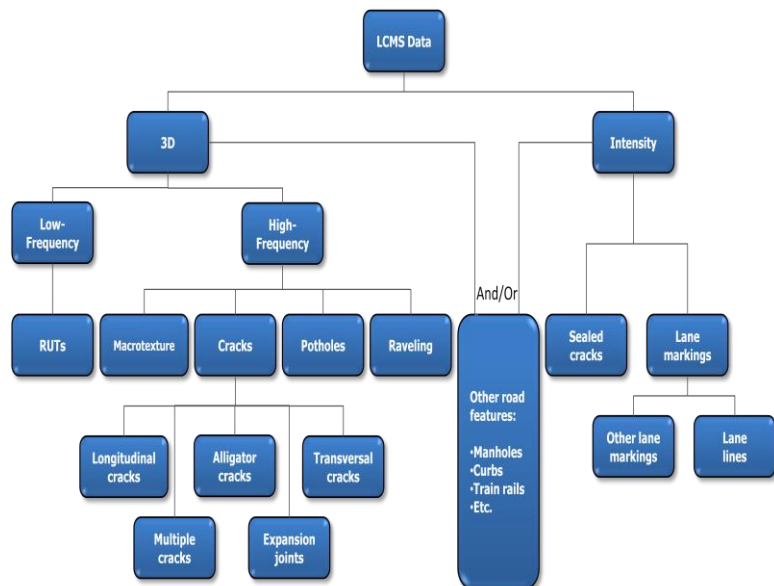 LCMS Data
3D
Intensity
Low-
Frequency
High-
Frequency
And/Or
RUTs
Macrotexture
Cracks
Potholes
Raveling
Other road
features:
•Manholes
•Curbs
•Train rails
•Etc.
Sealed
cracks
Lane
markings
Longitudinal
cracks
Alligator
cracks
Transversal
cracks
Other lane
markings
Lane
lines
Multiple
cracks
Expansion
joints